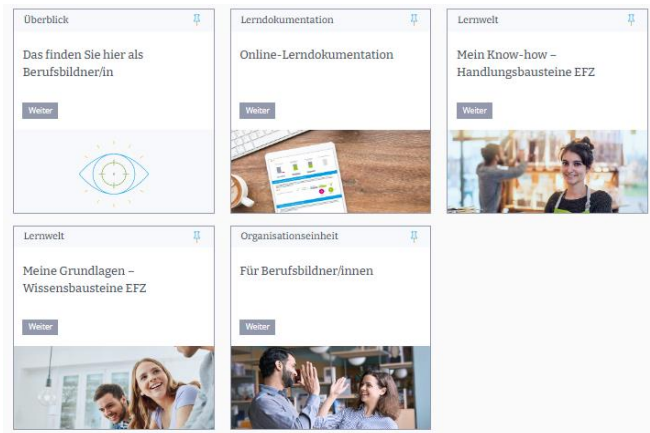 Überblick
Das finden Sie hier als
Berufsbildner/in
Weiter
Lerndokumentation
Online-Lerndokumentation
Weiter
Lernwelt
Mein Know-how –
Handlungsbausteine EFZ
Weiter
Lernwelt
Meine Grundlagen –
Wissensbausteine EFZ
Weiter
Organisationseinheit
Für Berufsbildner/innen
Weiter